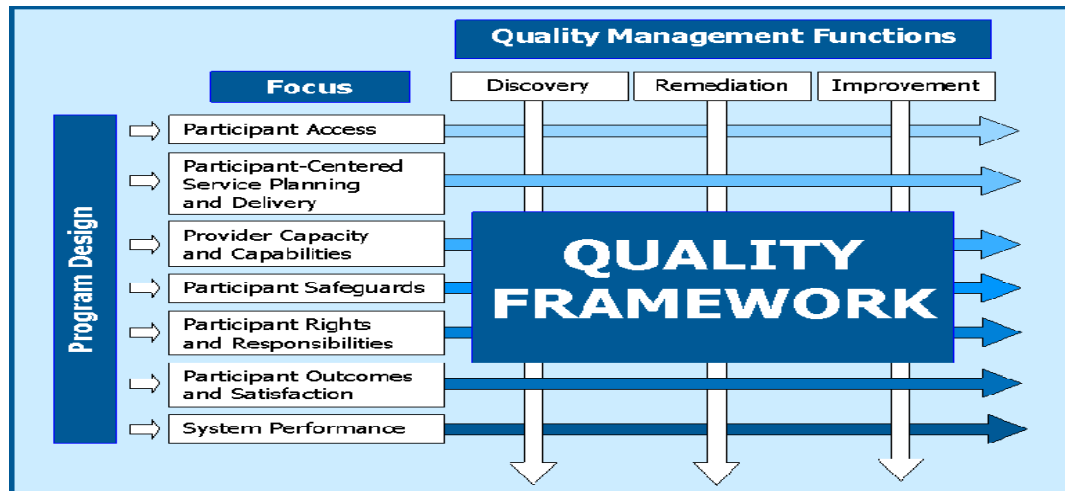 Quality Management Functions
Focus
Discovery
Remediation
Improvement
Program Design
Participant Access
Participant-Centered
Service Planning
and Delivery
Provider Capacity
and Capabilities
Participant Safeguards
Participant Rights
and Responsibilities
Participant Outcomes
and Satisfaction
System Performance
QUALITY
FRAMEWORK